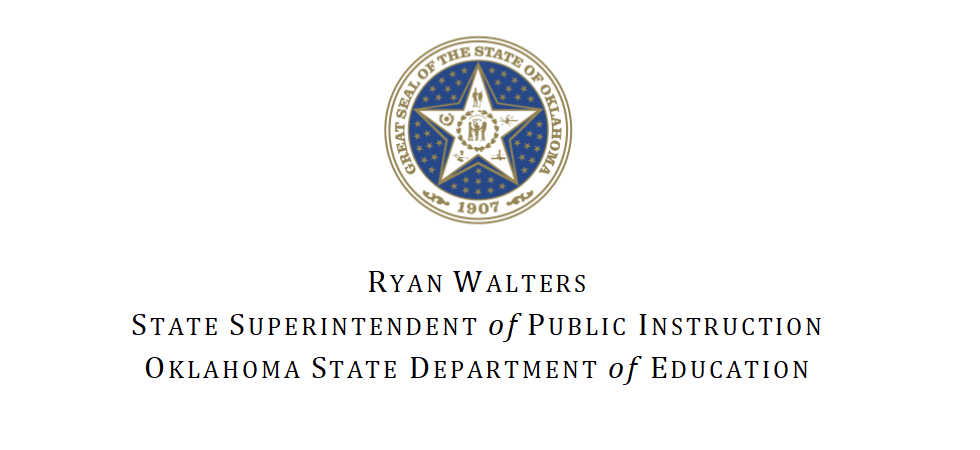 GREAT SEAL OF THE STATE OF OKLAHOMA
1907
RYAN WALTERS
STATE SUPERINTENDENT of PUBLIC INSTRUCTION
OKLAHOMA STATE DEPARTMENT of EDUCATION